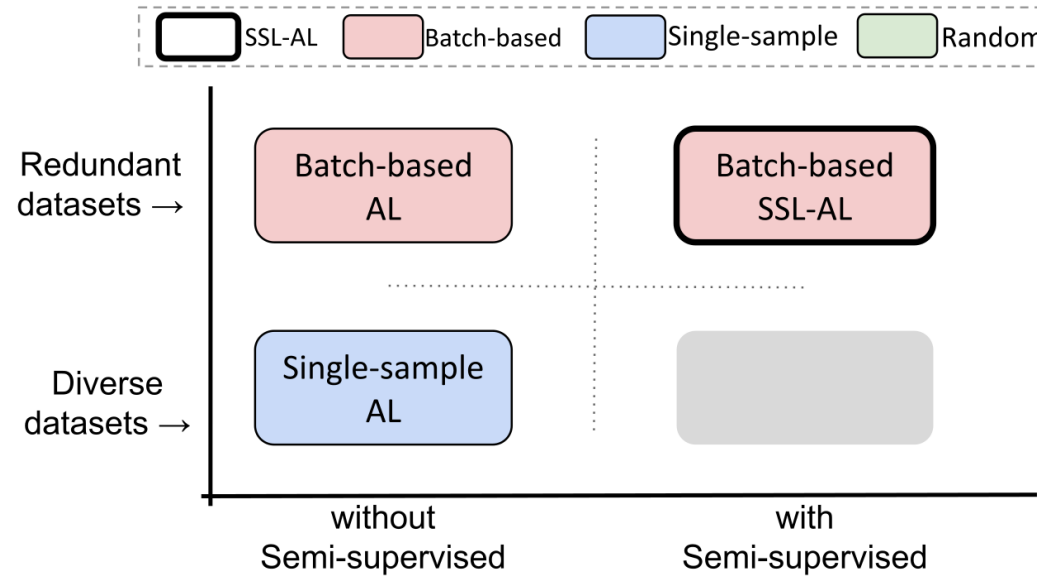 SSL-AL Batch-based Single-sample Random
Redundant
datasets →
Batch-based
AL
Batch-based
SSL-AL
Diverse
datasets →
Single-sample
AL
without
Semi-supervised
with
Semi-supervised